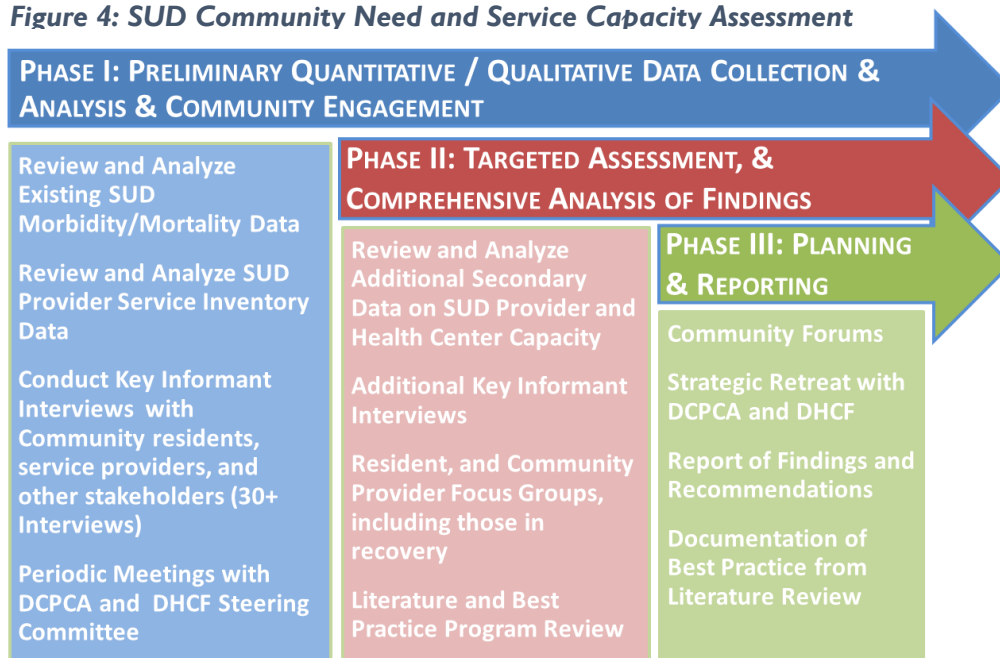 Figure 4: SUD Community Need and Service Capacity Assessment
PHASE I: PRELIMINARY QUANTITATIVE / QUALITATIVE DATA COLLECTION &
ANALYSIS & COMMUNITY ENGAGEMENT
Review and Analyze
Existing SUD
Morbidity/Mortality Data
Review and Analyze SUD
Provider Service Inventory
Data
Conduct Key Informant
Interviews with
Community residents,
service providers, and
other stakeholders (30+
Interviews)
Periodic Meetings with
DCPCA and DHCF Steering
Committee
PHASE II: TARGETED ASSESSMENT, &
COMPREHENSIVE ANALYSIS OF FINDINGS
Review and Analyze
Additional Secondary
Data on SUD Provider and
Health Center Capacity
Additional Key Informant
Interviews
Resident, and Community
Provider Focus Groups,
including those in
recovery
Literature and Best
Practice Program Review
PHASE III: PLANNING
& REPORTING
Community Forums
Strategic Retreat with
DCPCA and DHCF
Report of Findings and
Recommendations
Documentation of
Best Practice from
Literature Review